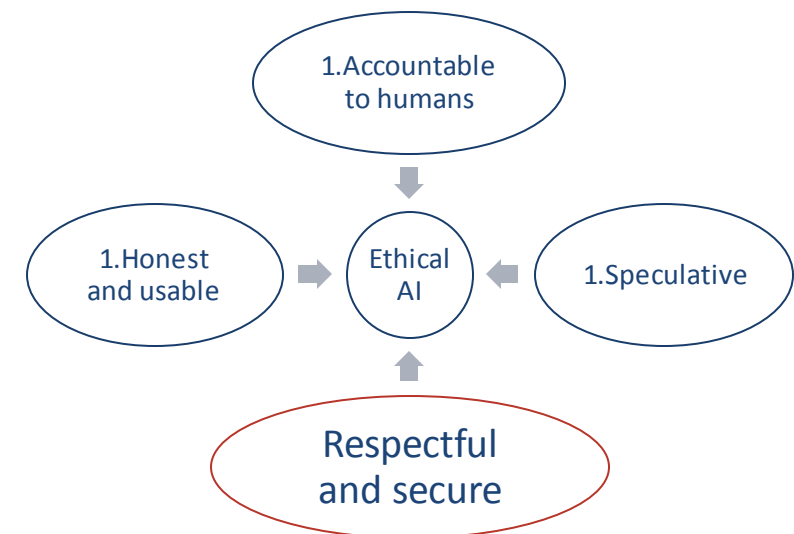 1.Accountable
to humans
1.Honest
and usable
Ethical
AI
1.Speculative
Respectful
and secure